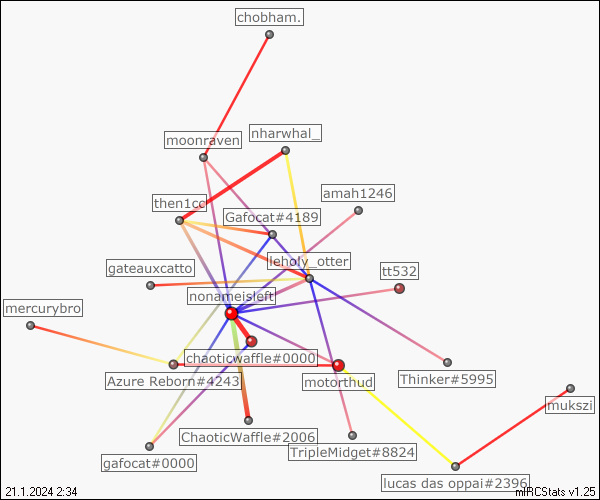 chobham.
nharwhal_
moonraven
amah1246
then1cc
Gafocat#4189
leholy_otter
gateauxcatto
tt532
nonameisleft
mercurybro
chaoticwaffle#0000
Azure Reborn#4243
motorthud
Thinker#5995
mukszi
ChaoticWaffle#2006
TripleMidget#8824
gafocat#0000
lucas das oppai#2396
21.1.2024 2:34
mIRCStats v1.25